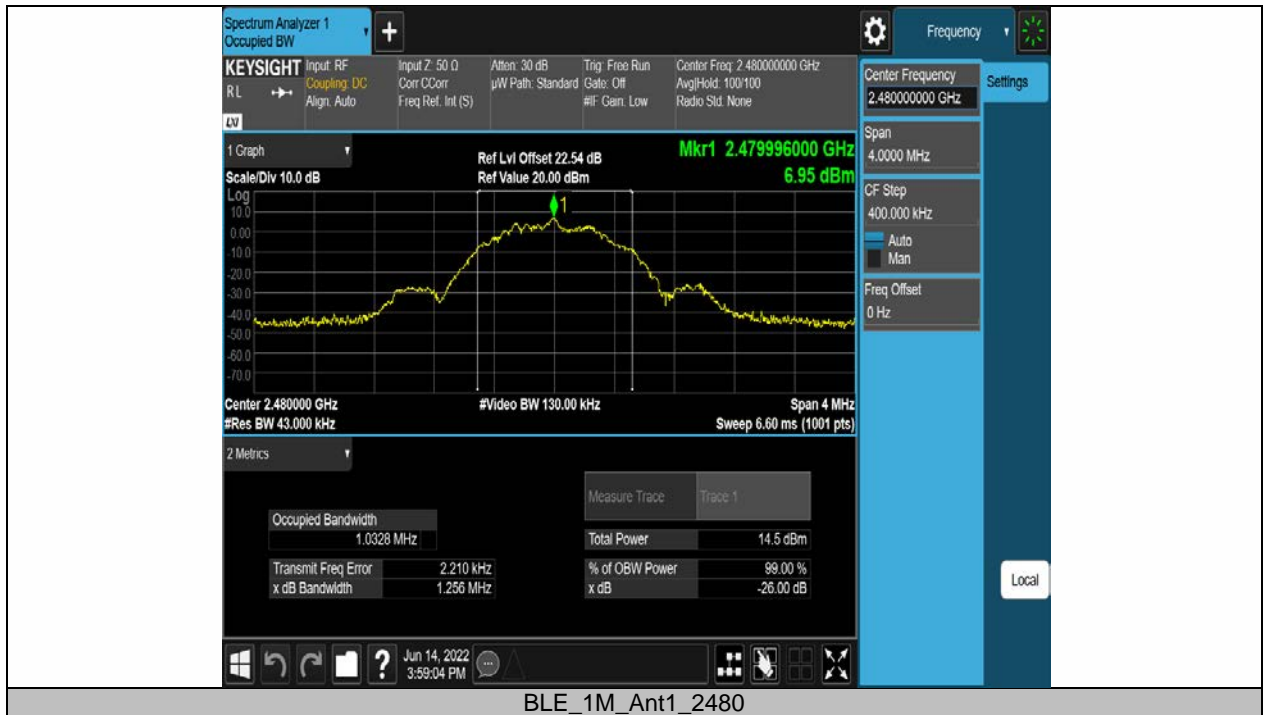 Spectrum Analyzer 1
Occupied BW
+
Frequency
KEYSIGHT
RL
LXI
Input: RF
Coupling: DC
Align: Auto
Input Z: 50 Ω
Corr CCorr
Freq Ref: Int (S)
Atten: 30 dB
µW Path: Standard
Trig: Free Run
Gate: Off
#IF Gain: Low
Center Freq: 2.480000000 GHz
Avg|Hold: 100/100
Radio Std: None
Center Frequency
2.480000000 GHz
Settings
Span
4.0000 MHz
CF Step
400.000 kHz
Auto
Man
Freq Offset
0 Hz
Local
1 Graph
Scale/Div 10.0 dB
Ref Lvl Offset 22.54 dB
Ref Value 20.00 dBm
Mkr1 2.479996000 GHz
6.95 dBm
Log
1
10.0
0.00
-10.0
-20.0
-30.0
-40.0
-50.0
-60.0
-70.0
Center 2.480000 GHz
#Video BW 130.00 kHz
Span 4 MHz
#Res BW 43.000 kHz
Sweep 6.60 ms (1001 pts)
2 Metrics
Measure Trace Trace 1
Occupied Bandwidth
1.0328 MHz
Total Power 14.5 dBm
Transmit Freq Error 2.210 kHz
% of OBW Power 99.00 %
x dB Bandwidth 1.256 MHz
x dB -26.00 dB
?
Jun 14, 2022
3:59:04 PM
BLE_1M_Ant1_2480